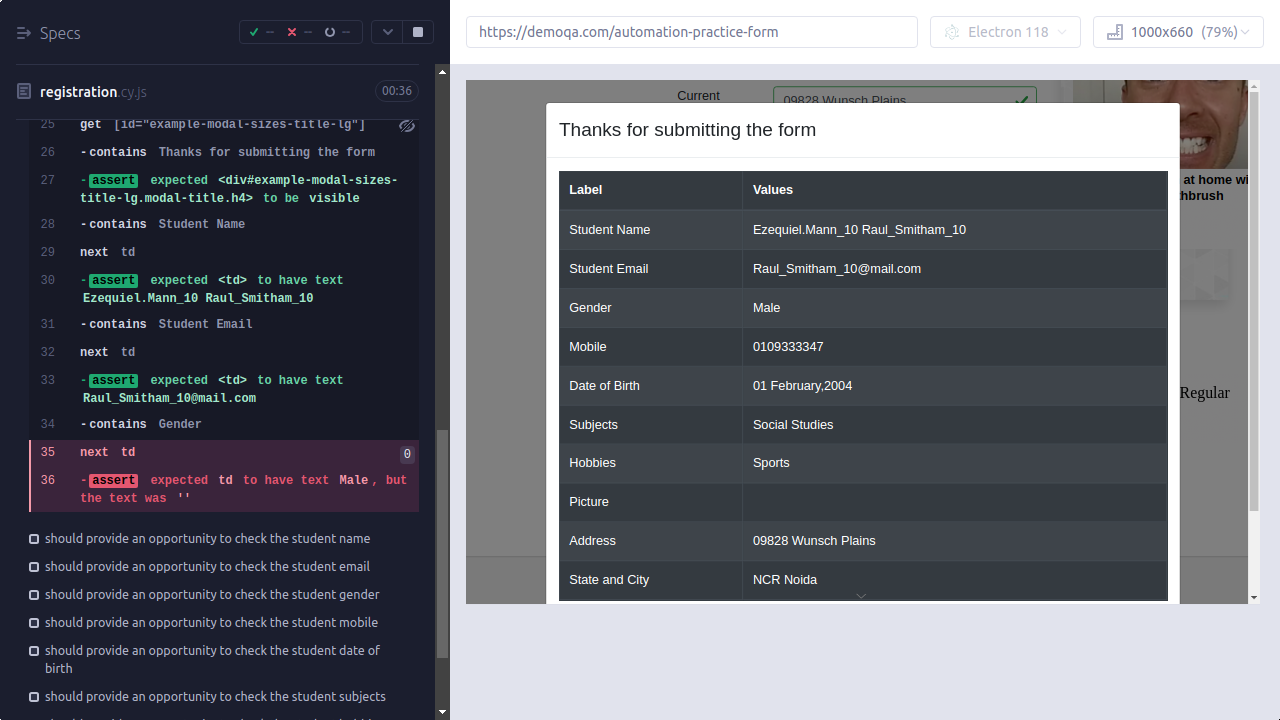 Specs
-- -- --
registration.cy.js
00:36
25 get [id="example-modal-sizes-title-lg"]
26 -contains Thanks for submitting the form
27 -assert expected <div#example-modal-sizes-
title-lg.modal-title.h4> to be visible
28 -contains Student Name
29 next td
30 -assert expected <td> to have text
Ezequiel.Mann_10 Raul_Smitham_10
31 -contains Student Email
32 next td
33 -assert expected <td> to have text
Raul_Smitham_10@mail.com
34 -contains Gender
35 next td 0
36 -assert expected td to have text Male, but
the text was ''
should provide an opportunity to check the student name
should provide an opportunity to check the student email
should provide an opportunity to check the student gender
should provide an opportunity to check the student mobile
should provide an opportunity to check the student date of
birth
should provide an opportunity to check the student subjects
https://demoqa.com/automation-practice-form
Electron 118
1000x660 (79%)
Current
09828 Wunsch Plains
Thanks for submitting the form
Label Values
Student Name Ezequiel.Mann_10 Raul_Smitham_10
Student Email Raul_Smitham_10@mail.com
Gender Male
Mobile 0109333347
Date of Birth 01 February,2004
Subjects Social Studies
Hobbies Sports
Picture
Address 09828 Wunsch Plains
State and City NCR Noida
at home wi
thbrush
Regular